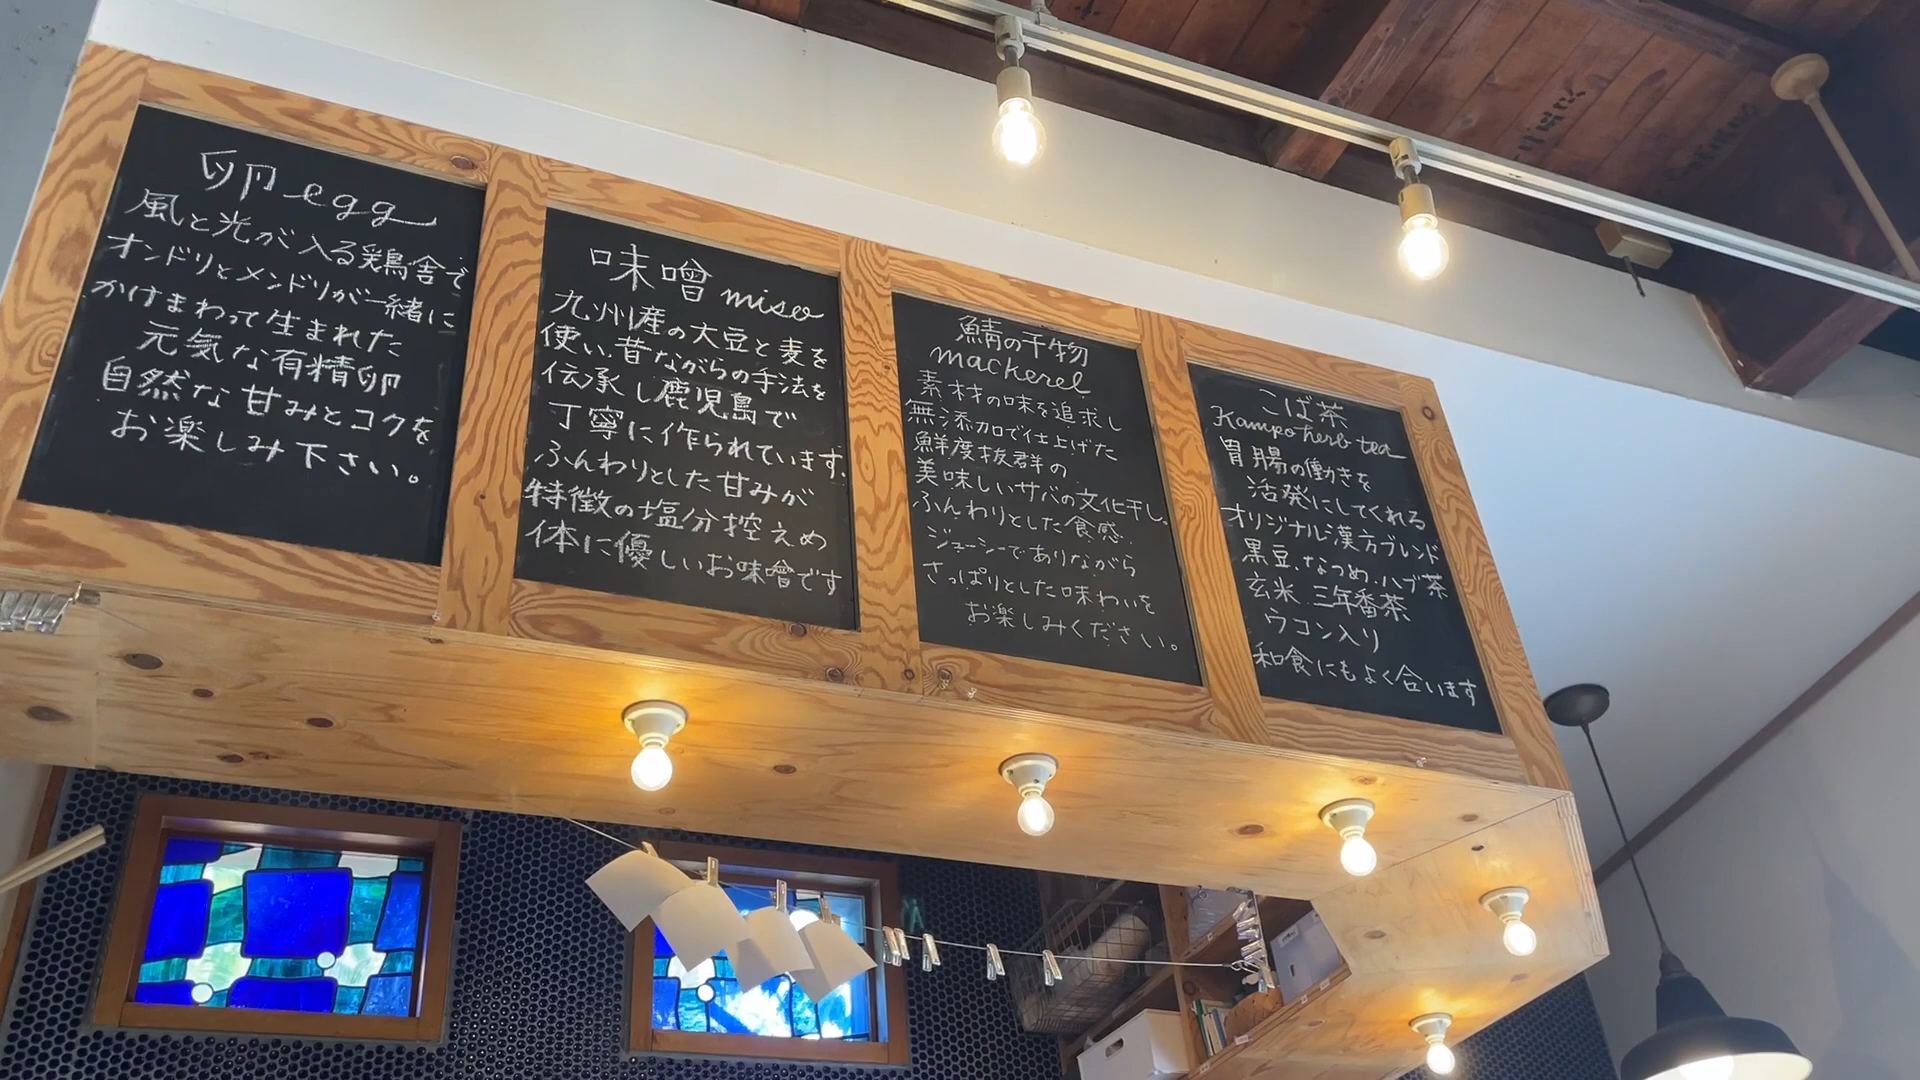 卵 egg
風と光が入る鶏舎で
オンドリとメンドリが一緒に
かけまわって生まれた
元気な有精卵
自然な甘みとコクを
お楽しみ下さい。
味噌 miso
九州産の大豆と麦を
使い、昔ながらの手法を
伝承し鹿児島で
丁寧に作られています。
ふんわりとした甘みが
特徴の塩分控えめ
体に優しいお味噌です
鯖の干物
mackerel
素材の味を追求し
無添加で仕上げた
鮮度抜群の
美味しいサバの文化干し。
ふんわりとした食感
ジューシーでありながら
さっぱりとした味わいを
お楽しみください。
こば茶
Kampo herb tea
胃腸の働きを
活発にしてくれる
オリジナル漢方ブレンド
黒豆、なつめ、ハブ茶
玄米、三年番茶
ウコン入り
和食にもよく合います